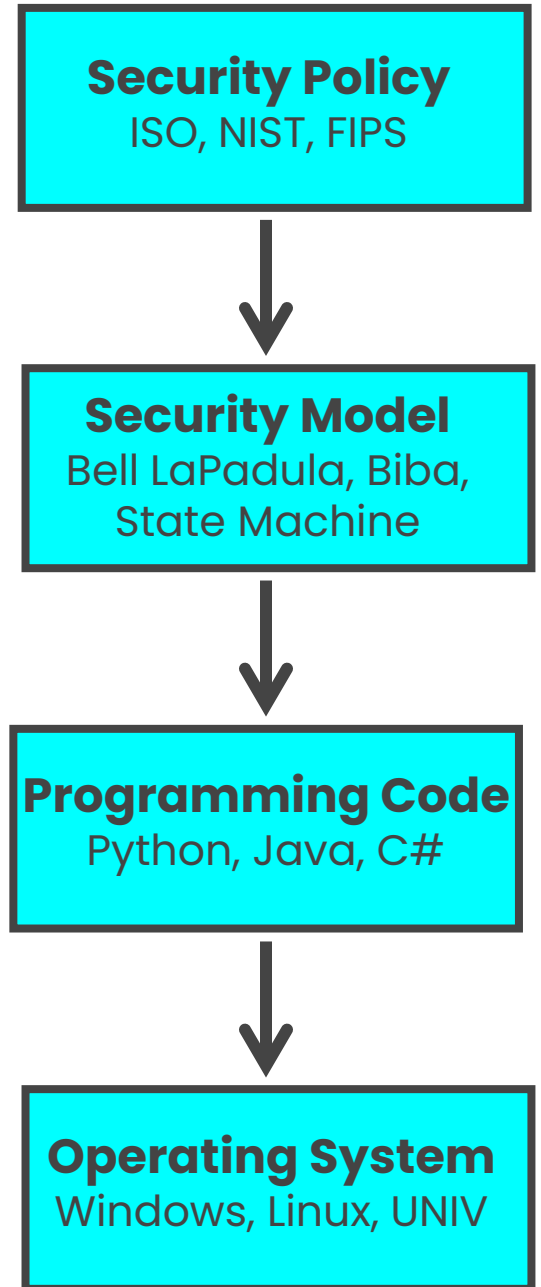 Security Policy
ISO, NIST, FIPS
Security Model
Bell LaPadula, Biba,
State Machine
Programming Code
Python, Java, C#
Operating System
Windows, Linux, UNIV